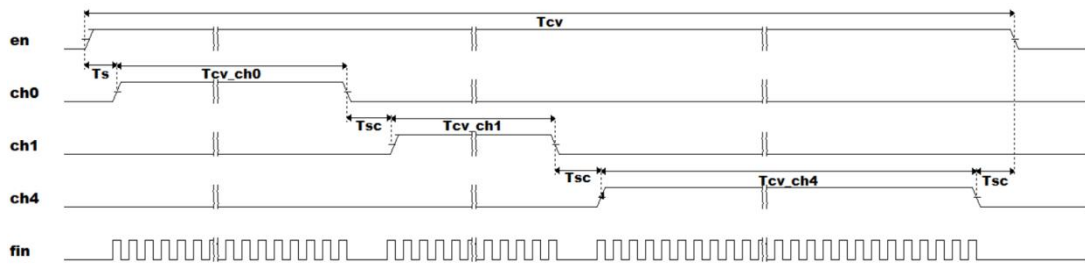 Tcv
en
Ts
Tcv_ch0
ch0
Tsc
Tcv_ch1
ch1
Tsc
Tcv_ch4
Tsc
ch4
fin